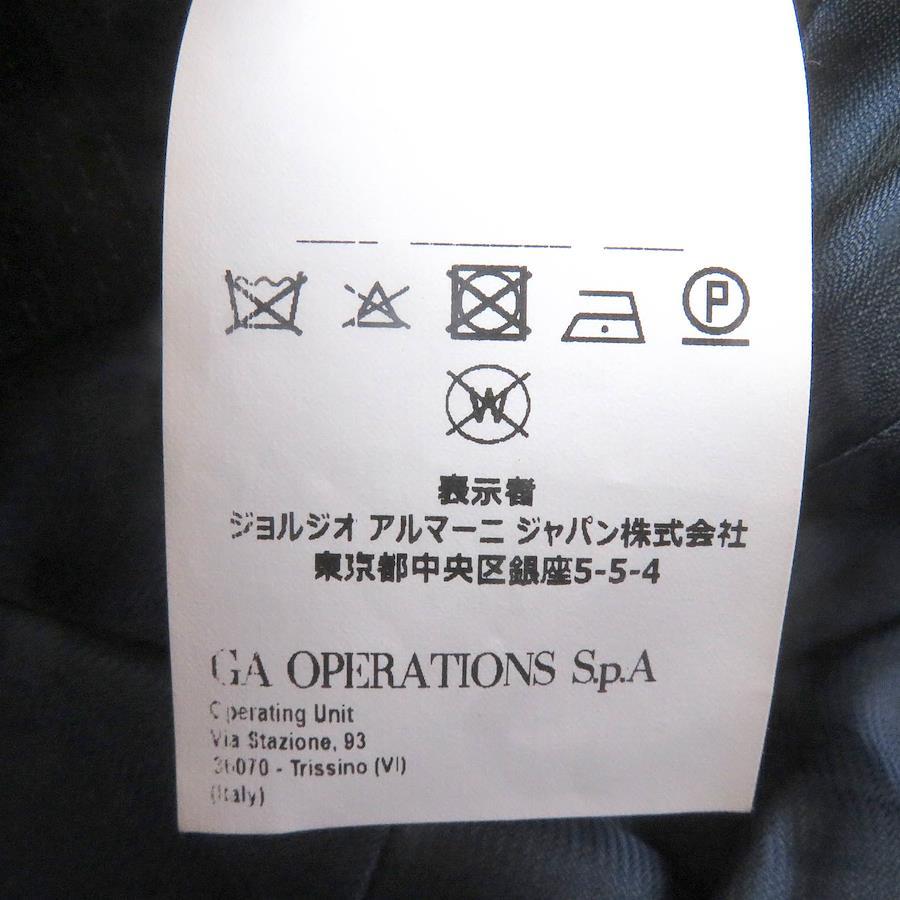 P
W
表示者
ジョルジオ アルマーニ ジャパン株式会社
東京都中央区銀座5-5-4
GA OPERATIONS S.p.A
Operating Unit
Via Stazione, 93
36070 - Trissino (VI)
(Italy)